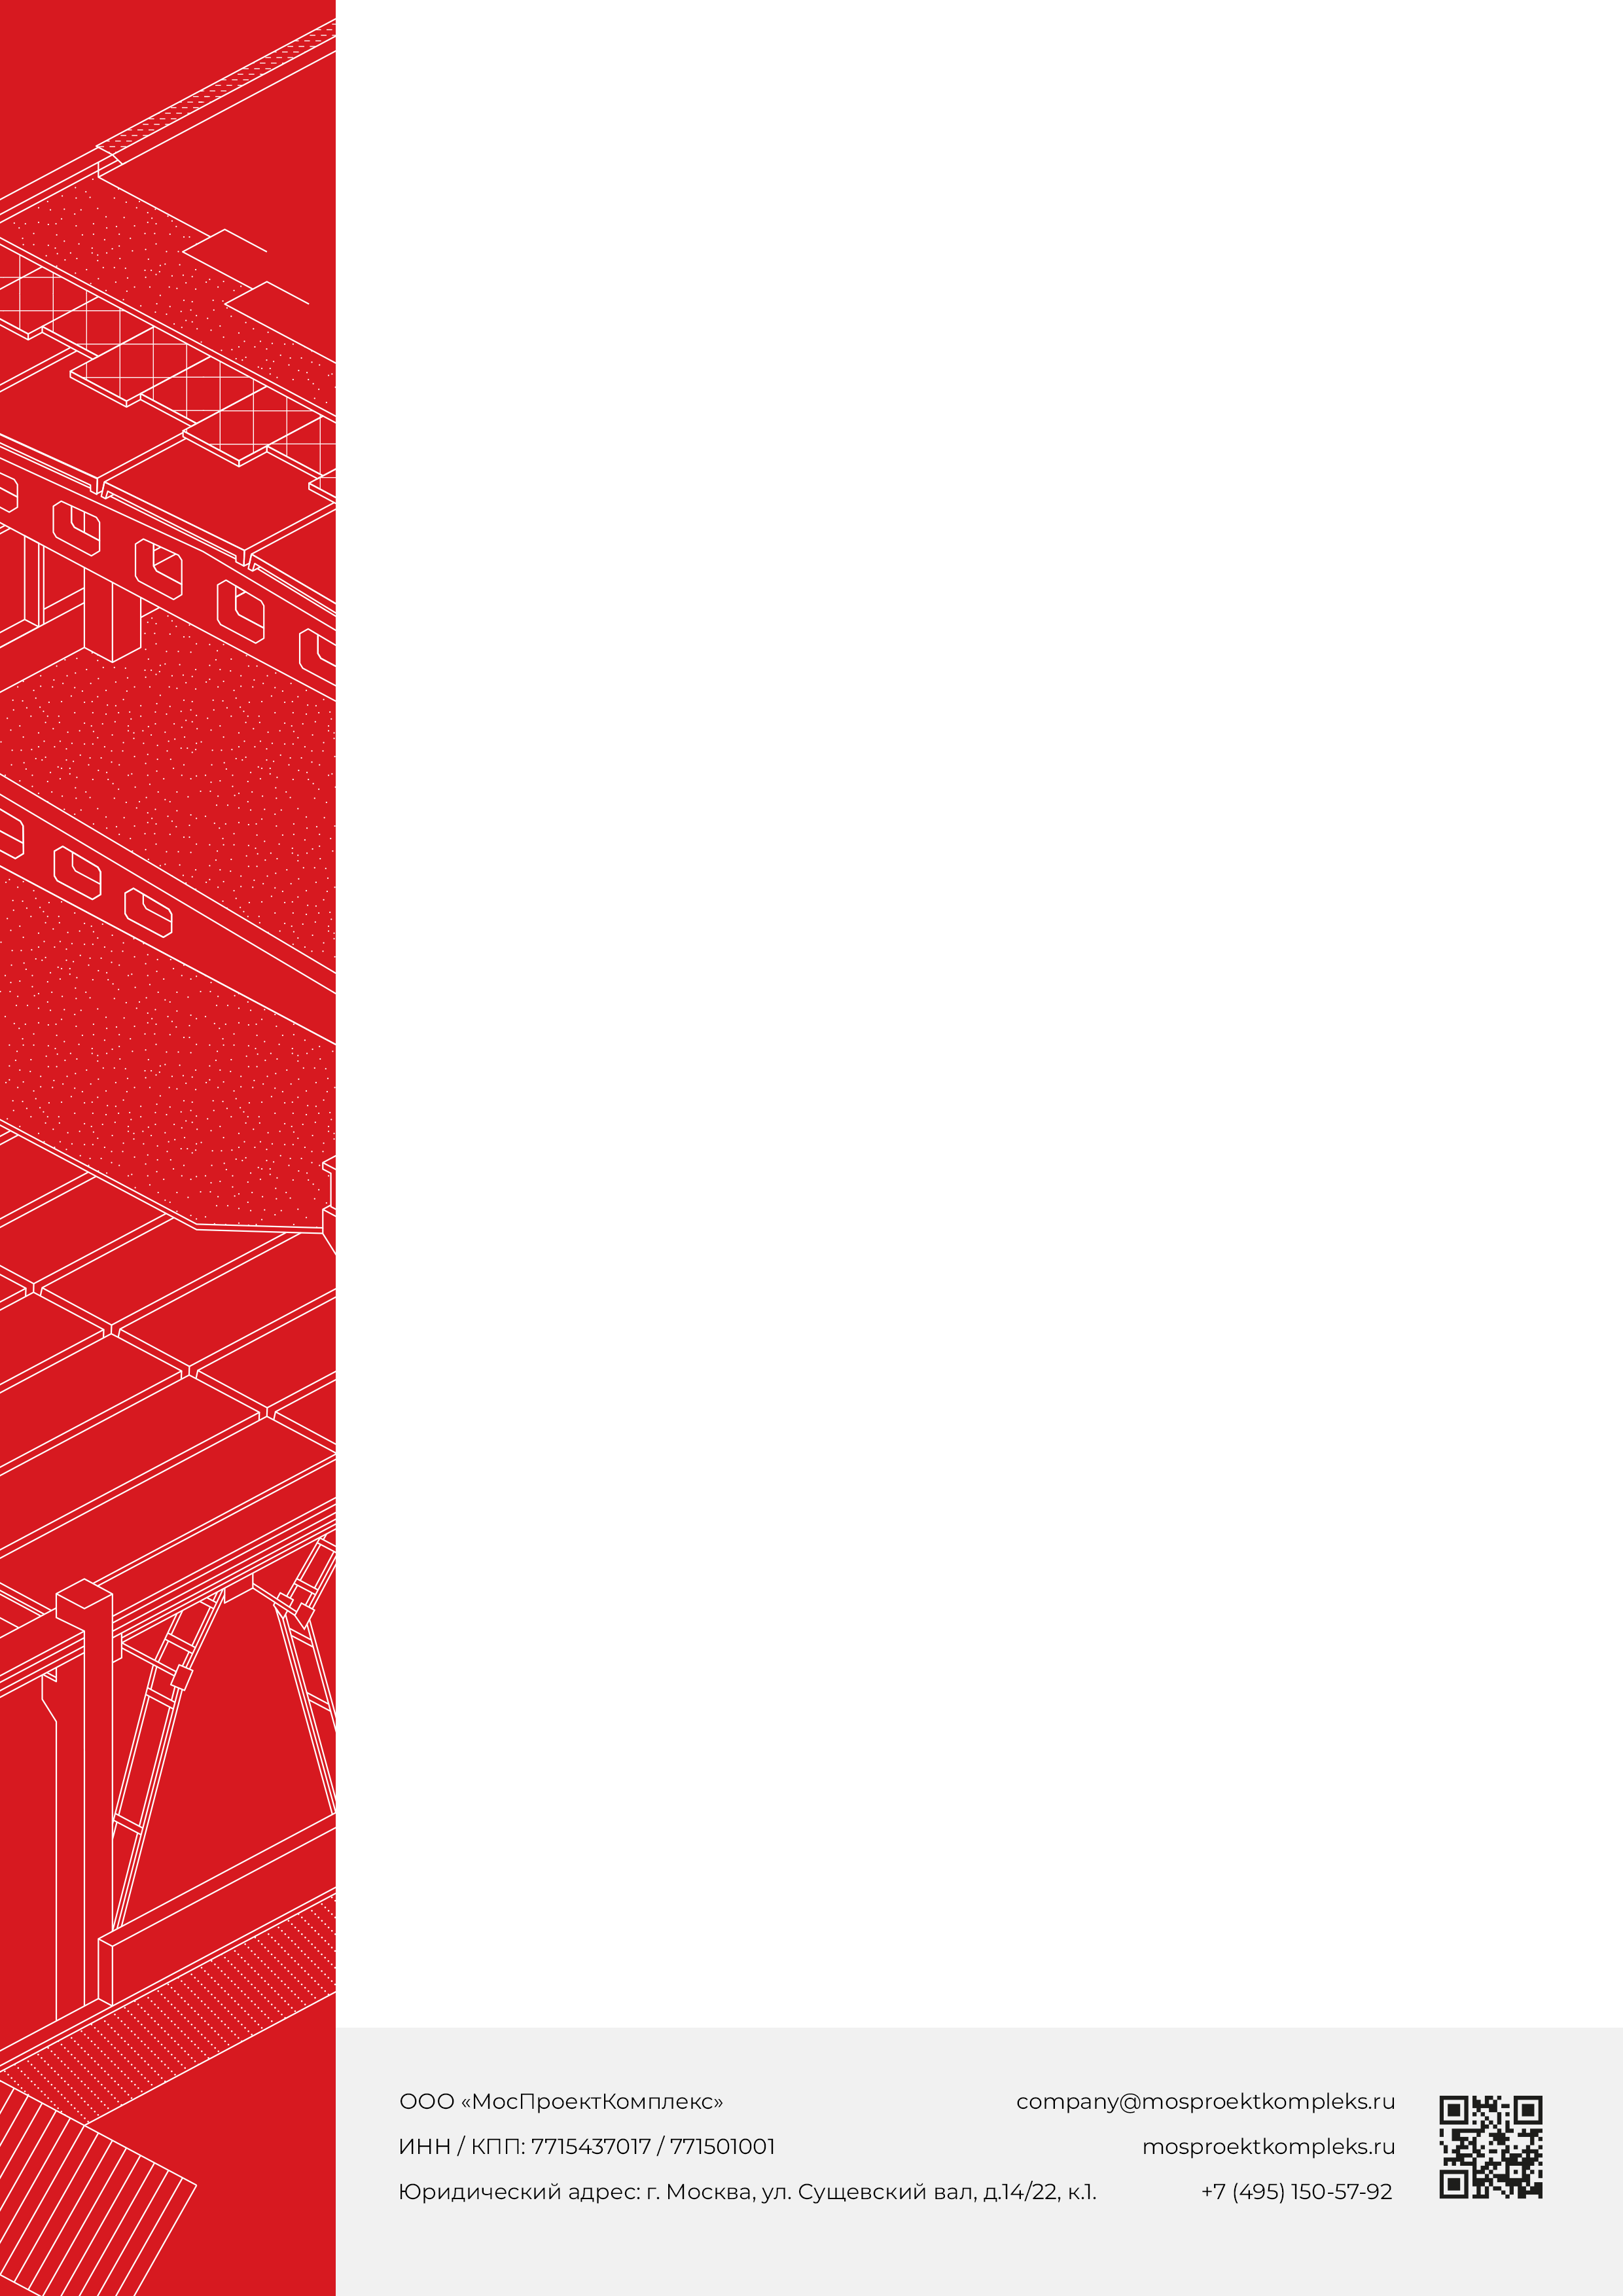 ООО «МосПроектКомплекс»
ИНН / КПП: 7715437017 / 771501001
Юридический адрес: г. Москва, ул. Сущевский вал, д.14/22, к.1.
company@mosproektkompleks.ru
mosproektkompleks.ru
+7 (495) 150-57-92